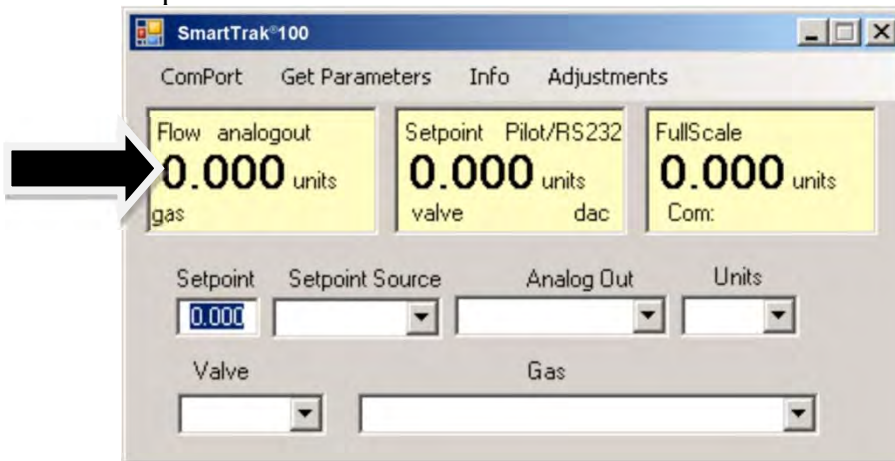 SmartTrak®100
ComPort Get Parameters Info Adjustments
Flow analogout
0.000 units
gas
Setpoint Pilot/RS232
0.000 units
valve dac
FullScale
0.000 units
Com:
Setpoint Setpoint Source Analog Out Units
0.000
Valve Gas